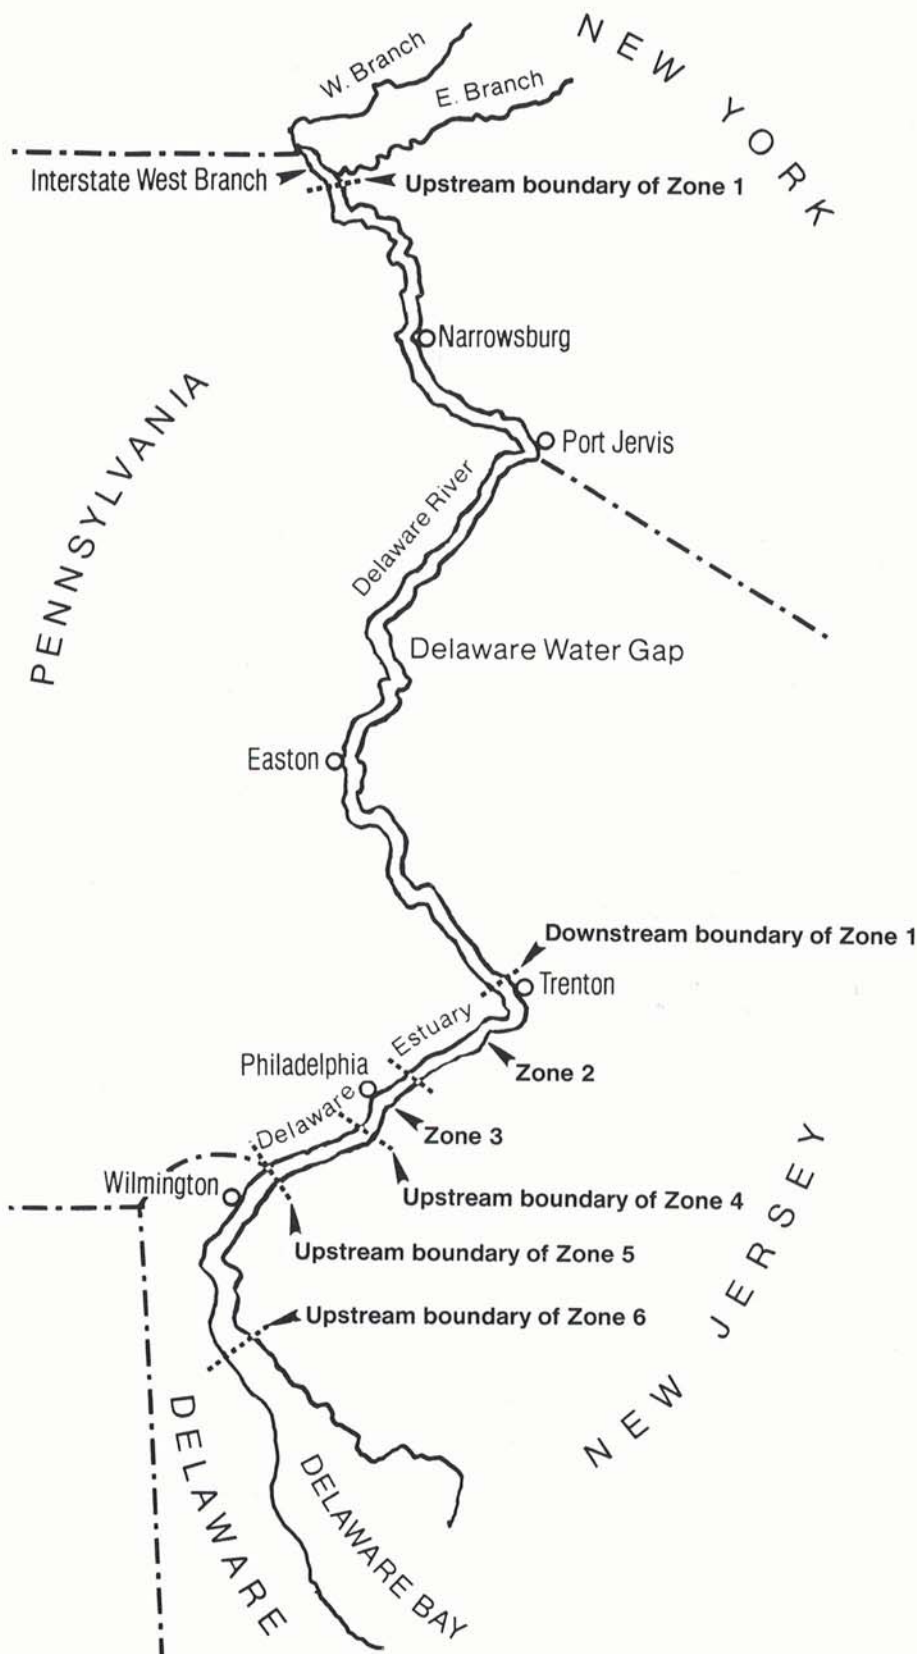 NEW YORK
W. Branch
E. Branch
Interstate West Branch
Upstream boundary of Zone 1
Narrowsburg
PENNSYLVANIA
Port Jervis
Delaware River
Delaware Water Gap
Easton
Downstream boundary of Zone 1
Trenton
Estuary
Philadelphia
Zone 2
Delaware
Zone 3
Wilmington
Upstream boundary of Zone 4
Upstream boundary of Zone 5
NEW JERSEY
Upstream boundary of Zone 6
DELAWARE
DELAWARE BAY